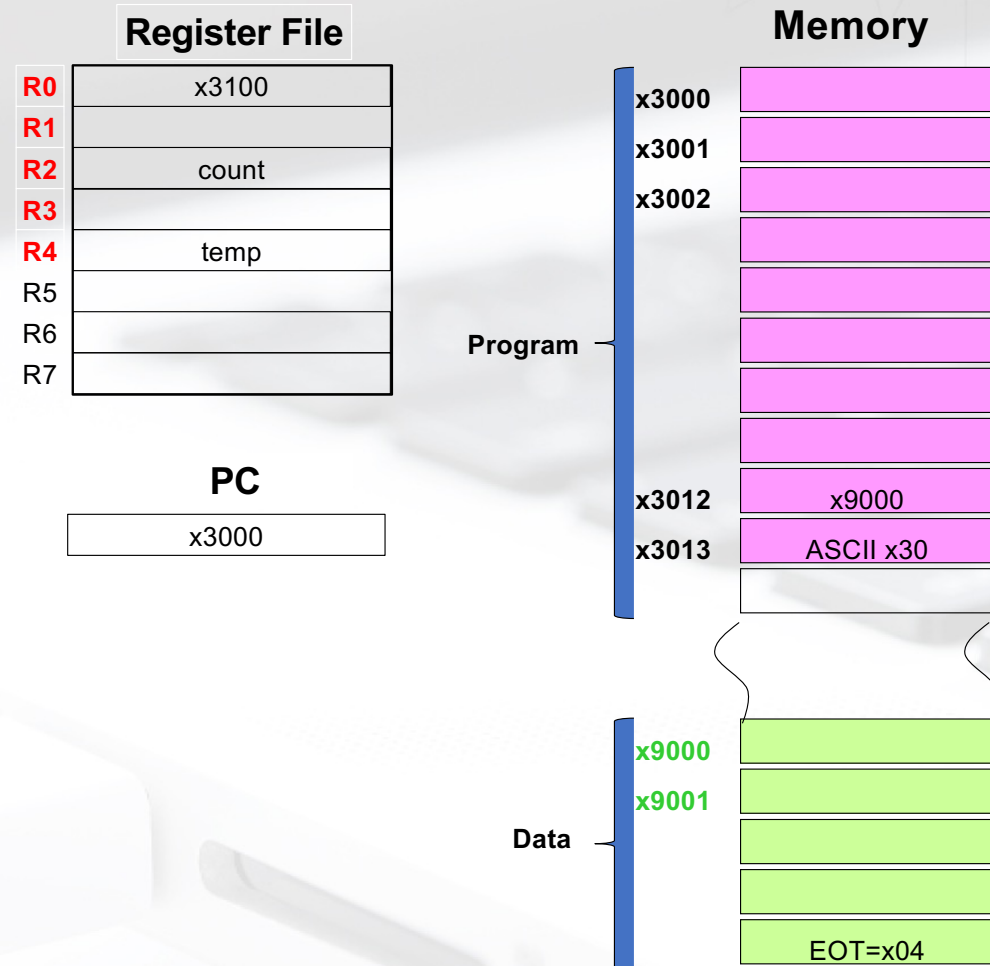 Register File
R0 x3100
R1
R2 count
R3
R4 temp
R5
R6
R7
PC
x3000
Memory
Program
x3000
x3001
x3002
x3012 x9000
x3013 ASCII x30
Data
x9000
x9001
EOT=x04